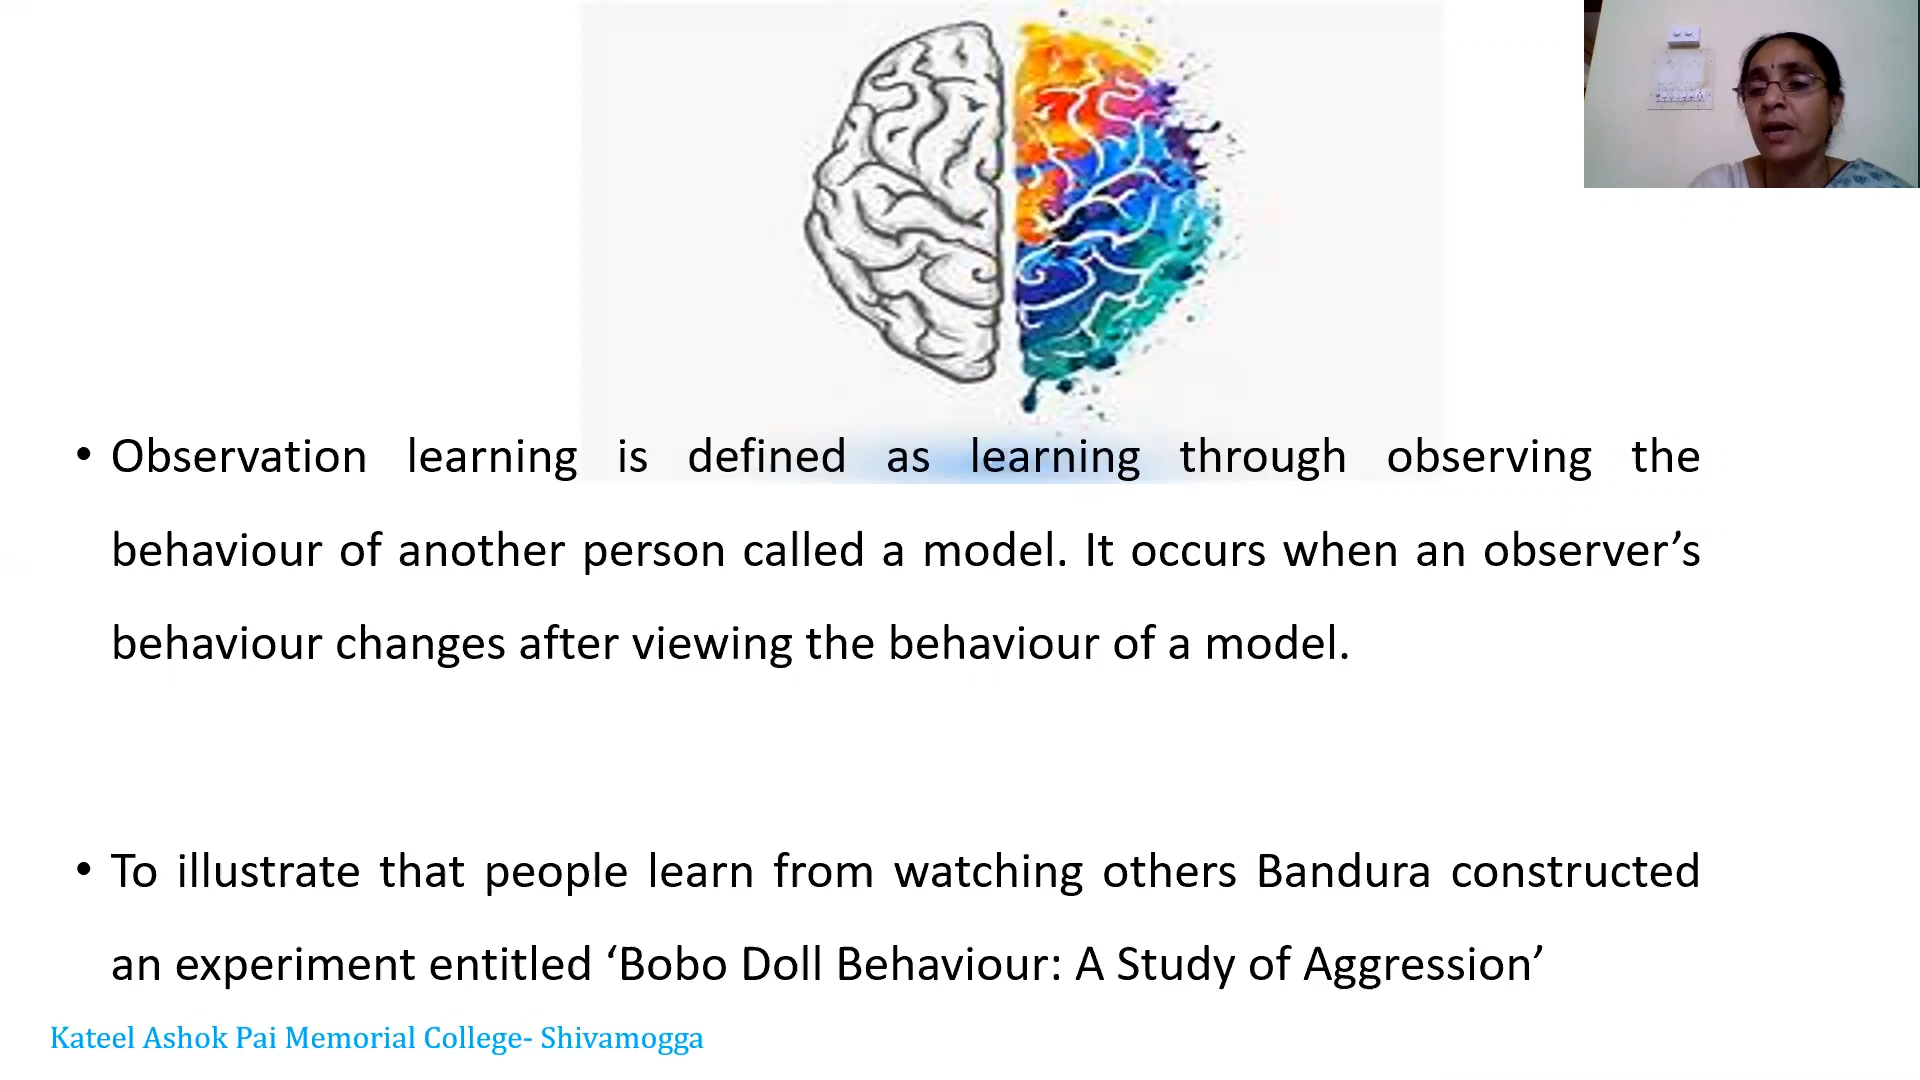 • Observation learning is defined as learning through observing the
behaviour of another person called a model. It occurs when an observer’s
behaviour changes after viewing the behaviour of a model.
• To illustrate that people learn from watching others Bandura constructed
an experiment entitled ‘Bobo Doll Behaviour: A Study of Aggression’
Kateel Ashok Pai Memorial College- Shivamogga